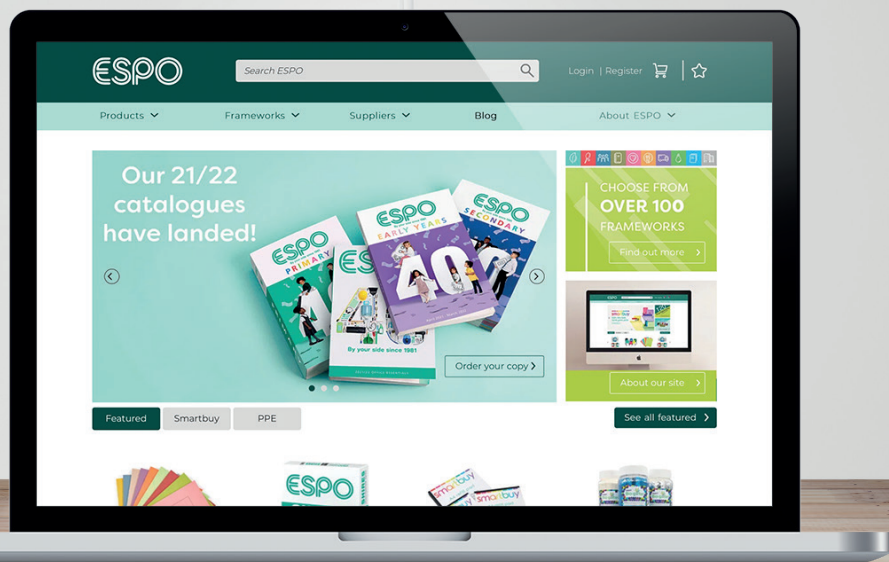 ESPO
Search ESPO
Login | Register
Products
Frameworks
Suppliers
Blog
About ESPO
Our 21/22
catalogues
have landed!
ESPO
PRIMARY
ES
By your side since 1981
ESPO
EARLY YEARS
40
ESPO
SECONDARY
Order your copy
CHOOSE FROM
OVER 100
FRAMEWORKS
Find out more
About our site
Featured
Smartbuy
PPE
See all featured
ESPO
smartbuy
smartbuy